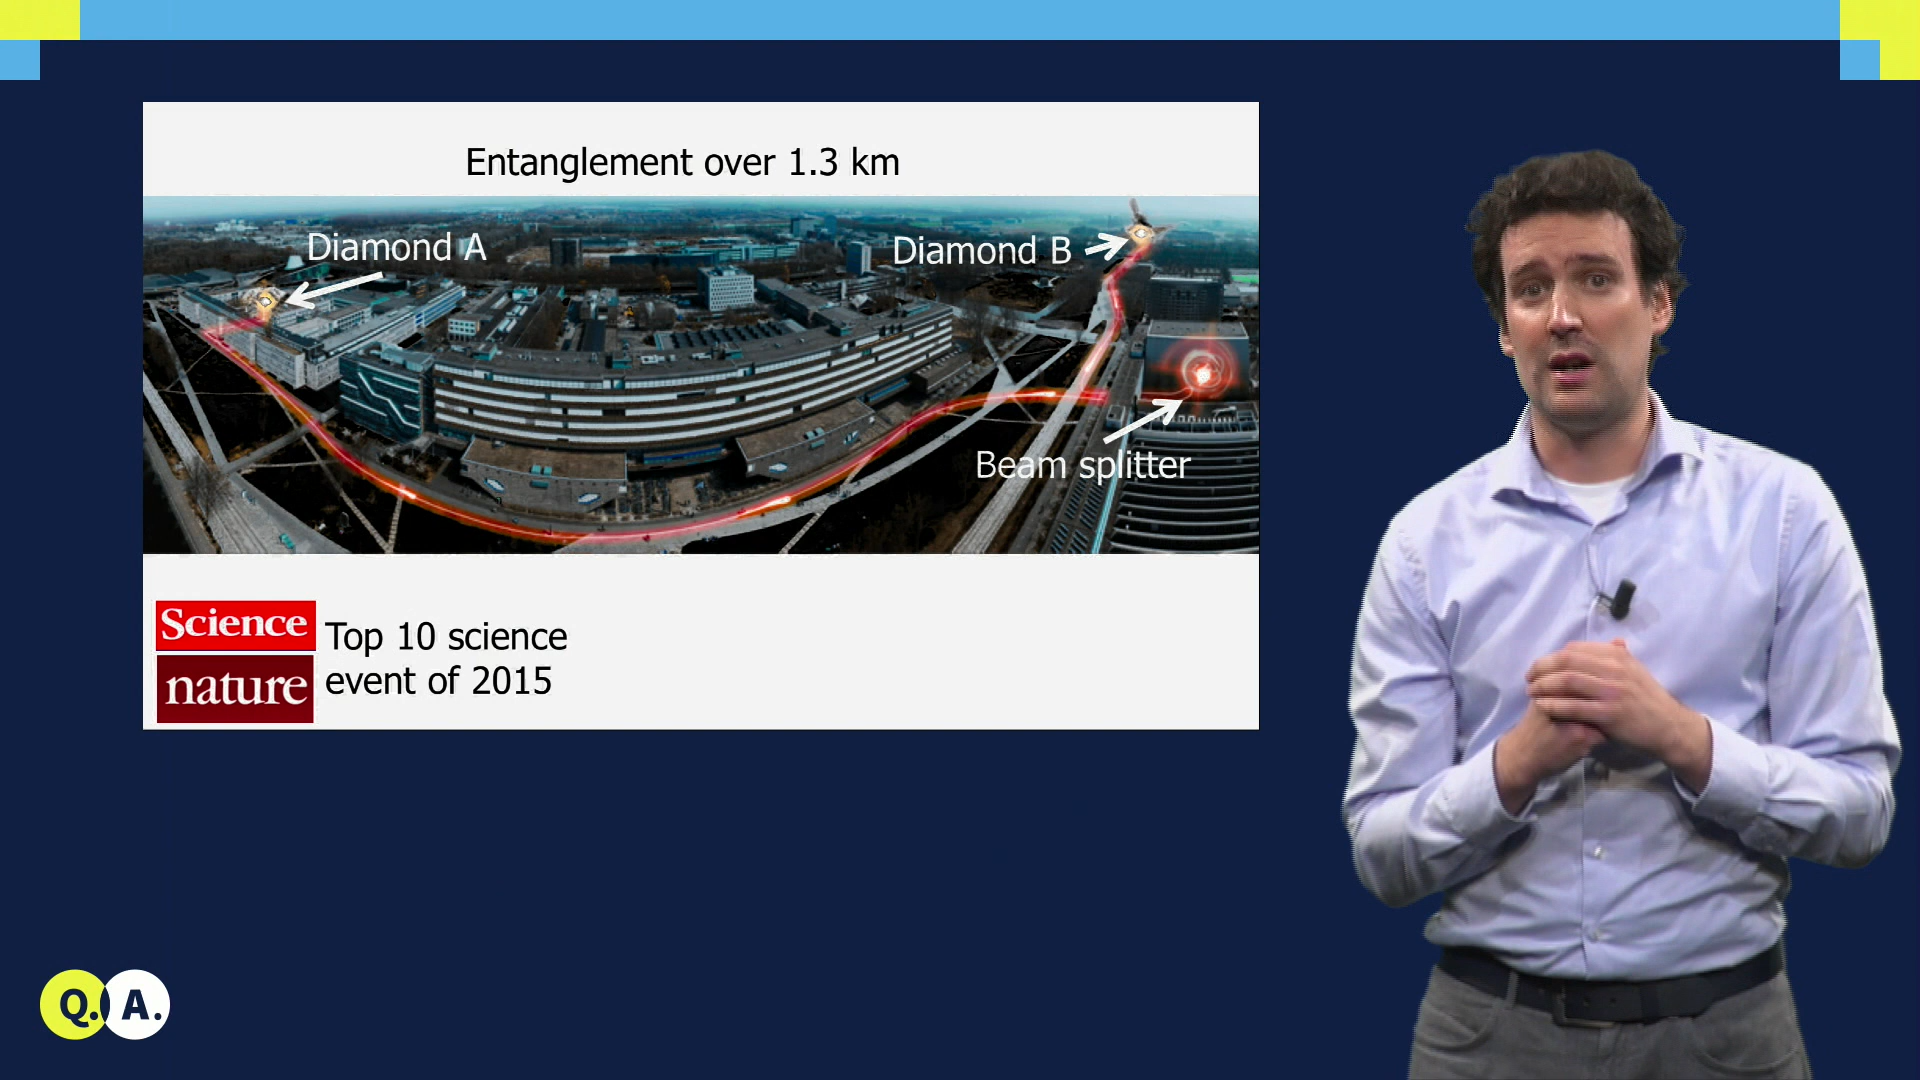 Entanglement over 1.3 km
Diamond A
Diamond B
Beam splitter
Science
nature
Top 10 science
event of 2015
Q. A.